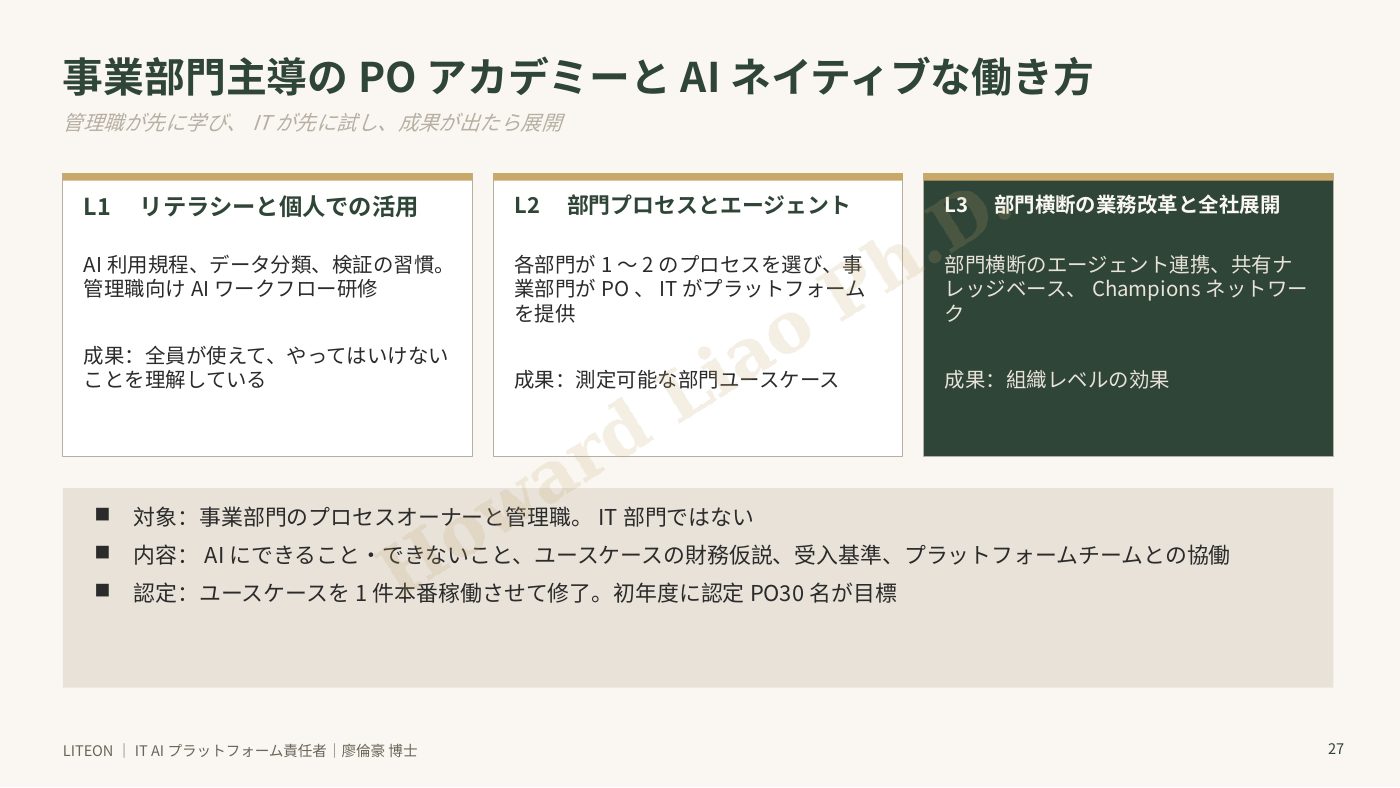 事業部門主導の PO アカデミーと AI ネイティブな働き方
管理職が先に学び、 IT が先に試し、成果が出たら展開
L1 リテラシーと個人での活用
AI 利用規程、データ分類、検証の習慣。
管理職向け AI ワークフロー研修
成果：全員が使えて、やってはいけない
ことを理解している
L2 部門プロセスとエージェント
各部門が 1 〜 2 のプロセスを選び、事
業部門が PO 、 IT がプラットフォーム
を提供
成果：測定可能な部門ユースケース
L3 部門横断の業務改革と全社展開
部門横断のエージェント連携、共有ナ
レッジベース、 Champions ネットワー
ク
成果：組織レベルの効果
■ 対象：事業部門のプロセスオーナーと管理職。 IT 部門ではない
■ 内容： AI にできること・できないこと、ユースケースの財務仮説、受入基準、プラットフォームチームとの協働
■ 認定：ユースケースを 1 件本番稼働させて修了。初年度に認定 PO30 名が目標
Howard Liao Ph.D.
LITEON ｜ IT AI プラットフォーム責任者｜廖倫豪 博士
27